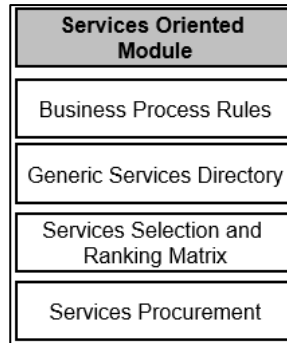 Services Oriented
Module
Business Process Rules
Generic Services Directory
Services Selection and
Ranking Matrix
Services Procurement